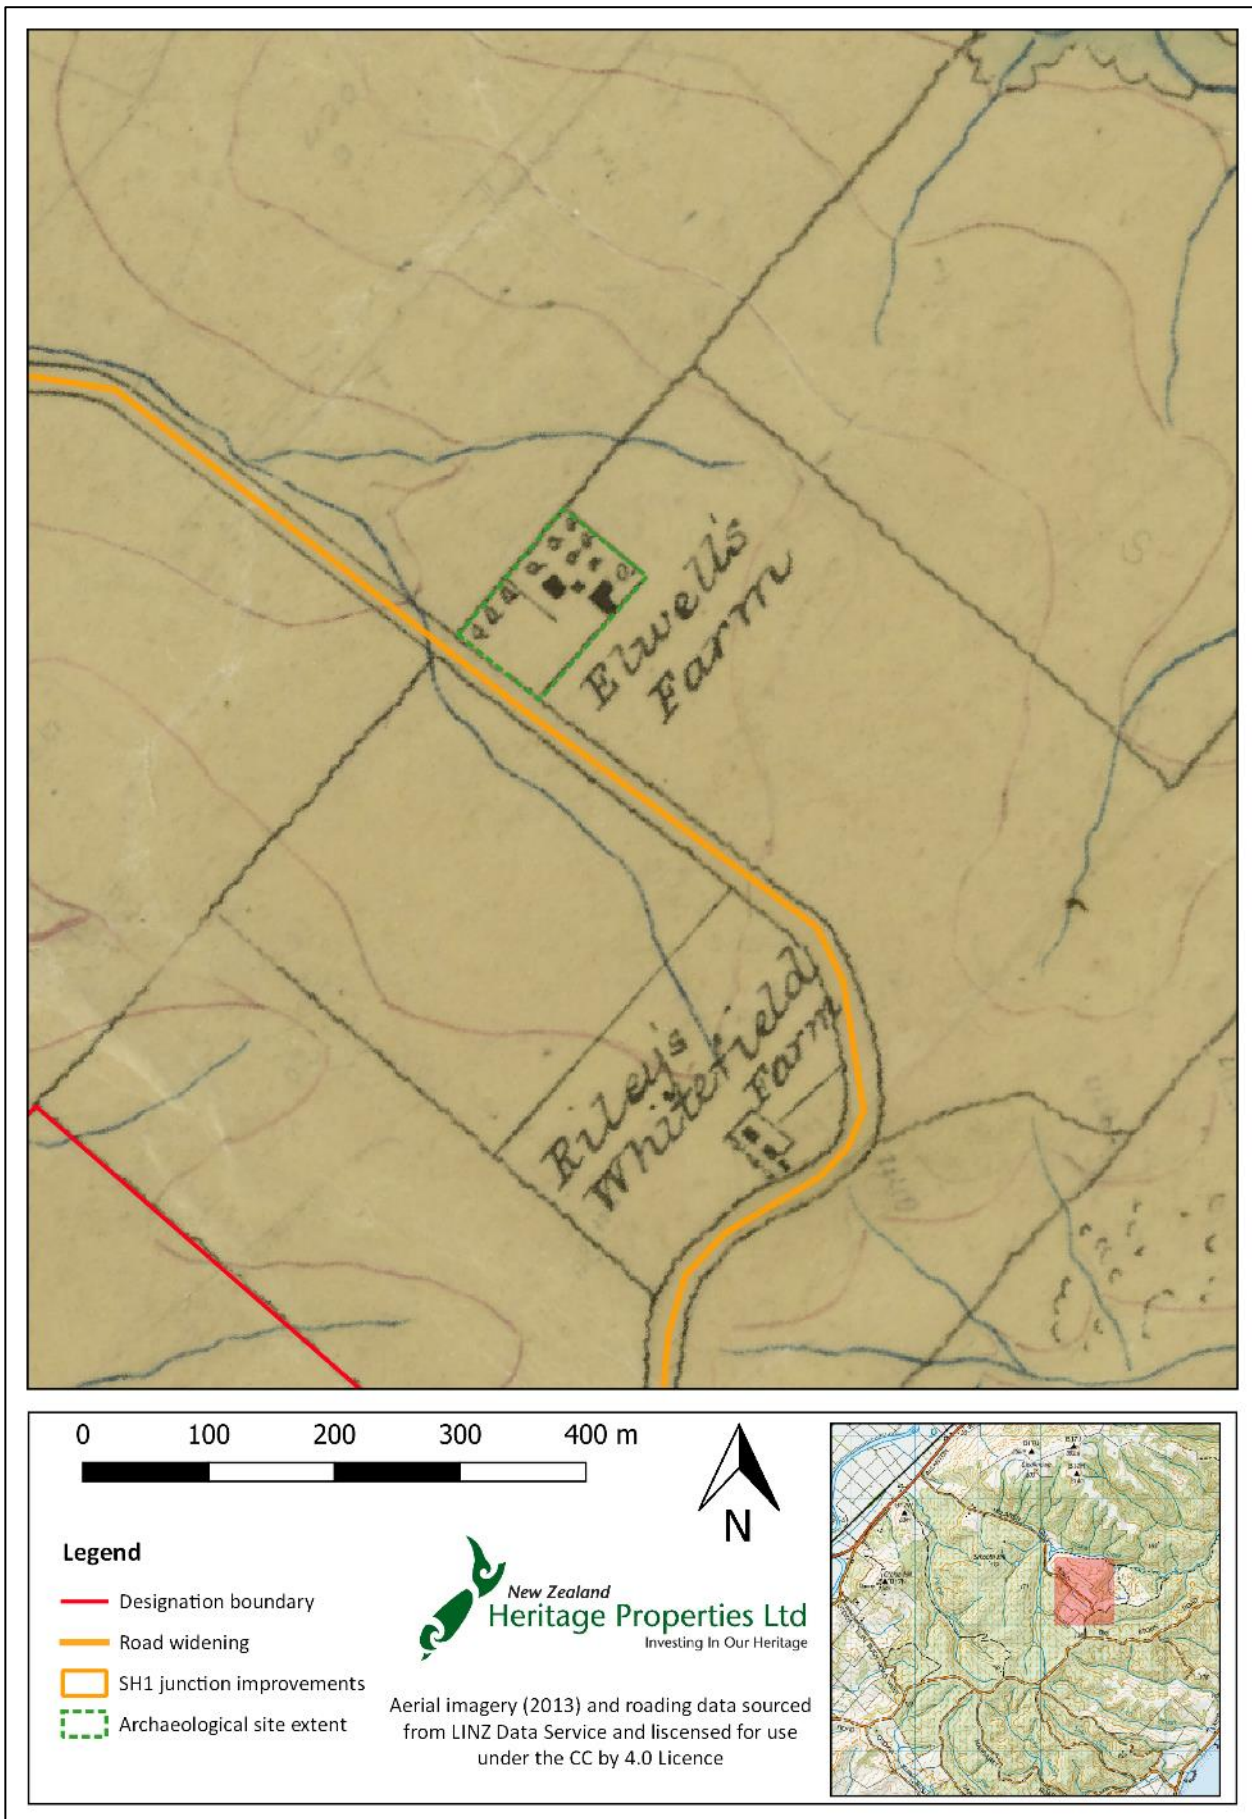 Elwell's
Farm
Riley's
Whitefield
Farm
0 100 200 300 400 m
N
Legend
Designation boundary
Road widening
SH1 junction improvements
Archaeological site extent
New Zealand
Heritage Properties Ltd
Investing In Our Heritage
Aerial imagery (2013) and roading data sourced
from LINZ Data Service and liscensed for use
under the CC by 4.0 Licence